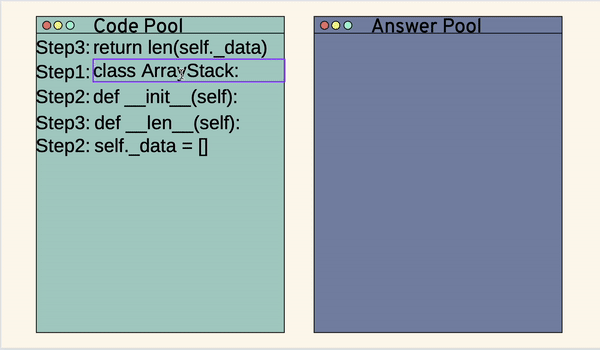 Code Pool
Step3: return len(self._data)
Step1: class ArrayStack:
Step2: def __init__(self):
Step3: def __len__(self):
Step2: self._data = []
Answer Pool